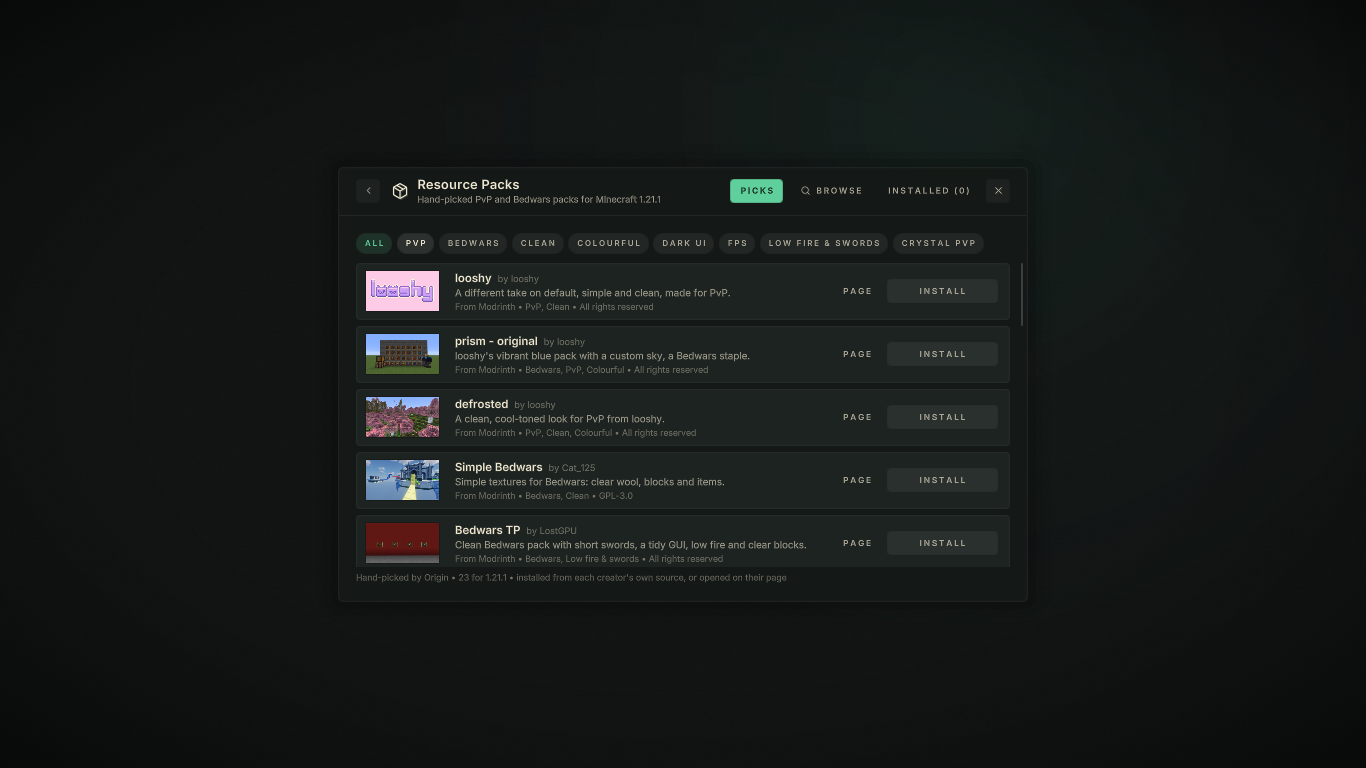 Resource Packs
Hand-picked PvP and Bedwars packs for Minecraft 1.21.1
PICKS
BROWSE
INSTALLED (0)
ALL
PVP
BEDWARS
CLEAN
COLOURFUL
DARK UI
FPS
LOW FIRE & SWORDS
CRYSTAL PVP
looshy
looshy by looshy
A different take on default, simple and clean, made for PvP.
From Modrinth • PvP, Clean • All rights reserved
PAGE
INSTALL
prism - original by looshy
looshy's vibrant blue pack with a custom sky, a Bedwars staple.
From Modrinth • Bedwars, PvP, Colourful • All rights reserved
PAGE
INSTALL
defrosted by looshy
A clean, cool-toned look for PvP from looshy.
From Modrinth • PvP, Clean, Colourful • All rights reserved
PAGE
INSTALL
Simple Bedwars by Cat_125
Simple textures for Bedwars: clear wool, blocks and items.
From Modrinth • Bedwars, Clean • GPL-3.0
PAGE
INSTALL
Bedwars TP by LostGPU
Clean Bedwars pack with short swords, a tidy GUI, low fire and clear blocks.
From Modrinth • Bedwars, Low fire & swords • All rights reserved
PAGE
INSTALL
Hand-picked by Origin • 23 for 1.21.1 • installed from each creator's own source, or opened on their page